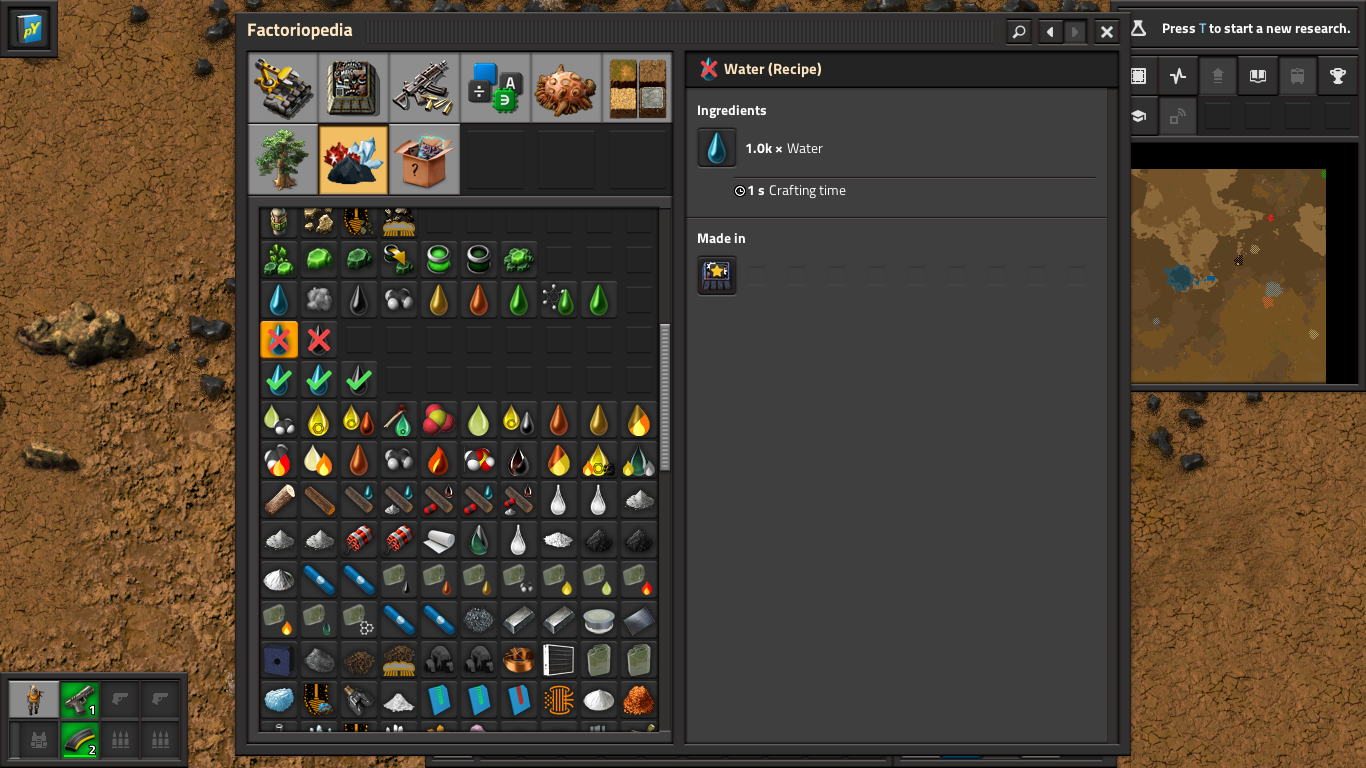 pY
Factoriopedia
Press T to start a new research.
A
?
Water (Recipe)
Ingredients
1.0k × Water
1 s Crafting time
Made in
1
2